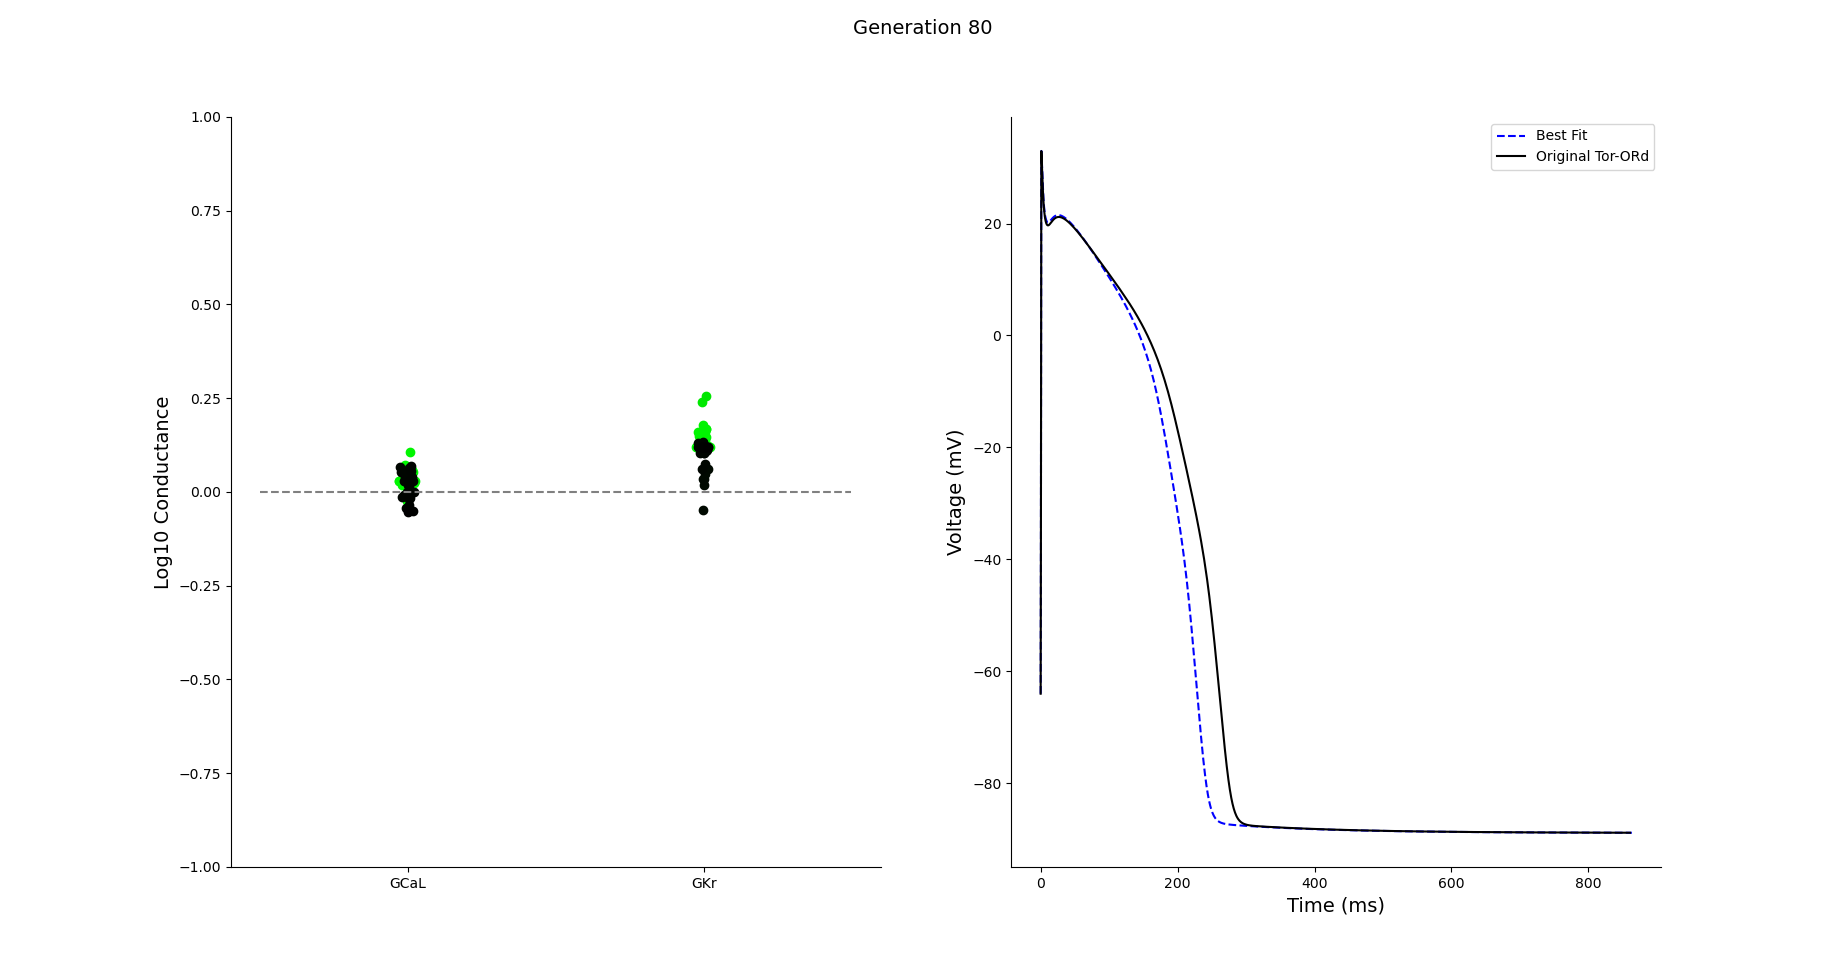 Generation 80
1.00
0.75
0.50
0.25
0.00
−0.25
−0.50
−0.75
−1.00
Log10 Conductance
GCaL
GKr
Best Fit
Original Tor-ORd
20
0
−20
−40
−60
−80
Voltage (mV)
0
200
400
600
800
Time (ms)